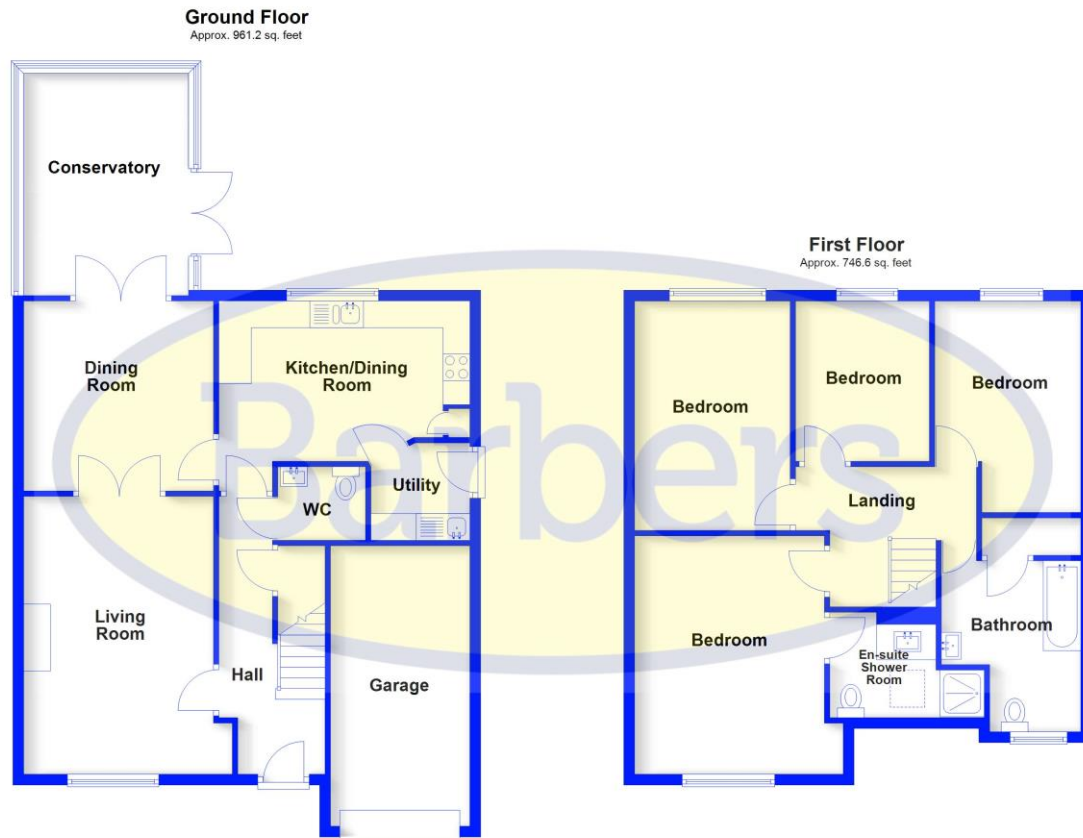 Ground Floor
Approx. 961.2 sq. feet
Conservatory
Dining
Room
Kitchen/Dining
Room
Utility
WC
Living
Room
Hall
Garage
First Floor
Approx. 746.6 sq. feet
Bedroom
Bedroom
Bedroom
Landing
Bedroom
En-suite
Shower
Room
Bathroom
Barbers